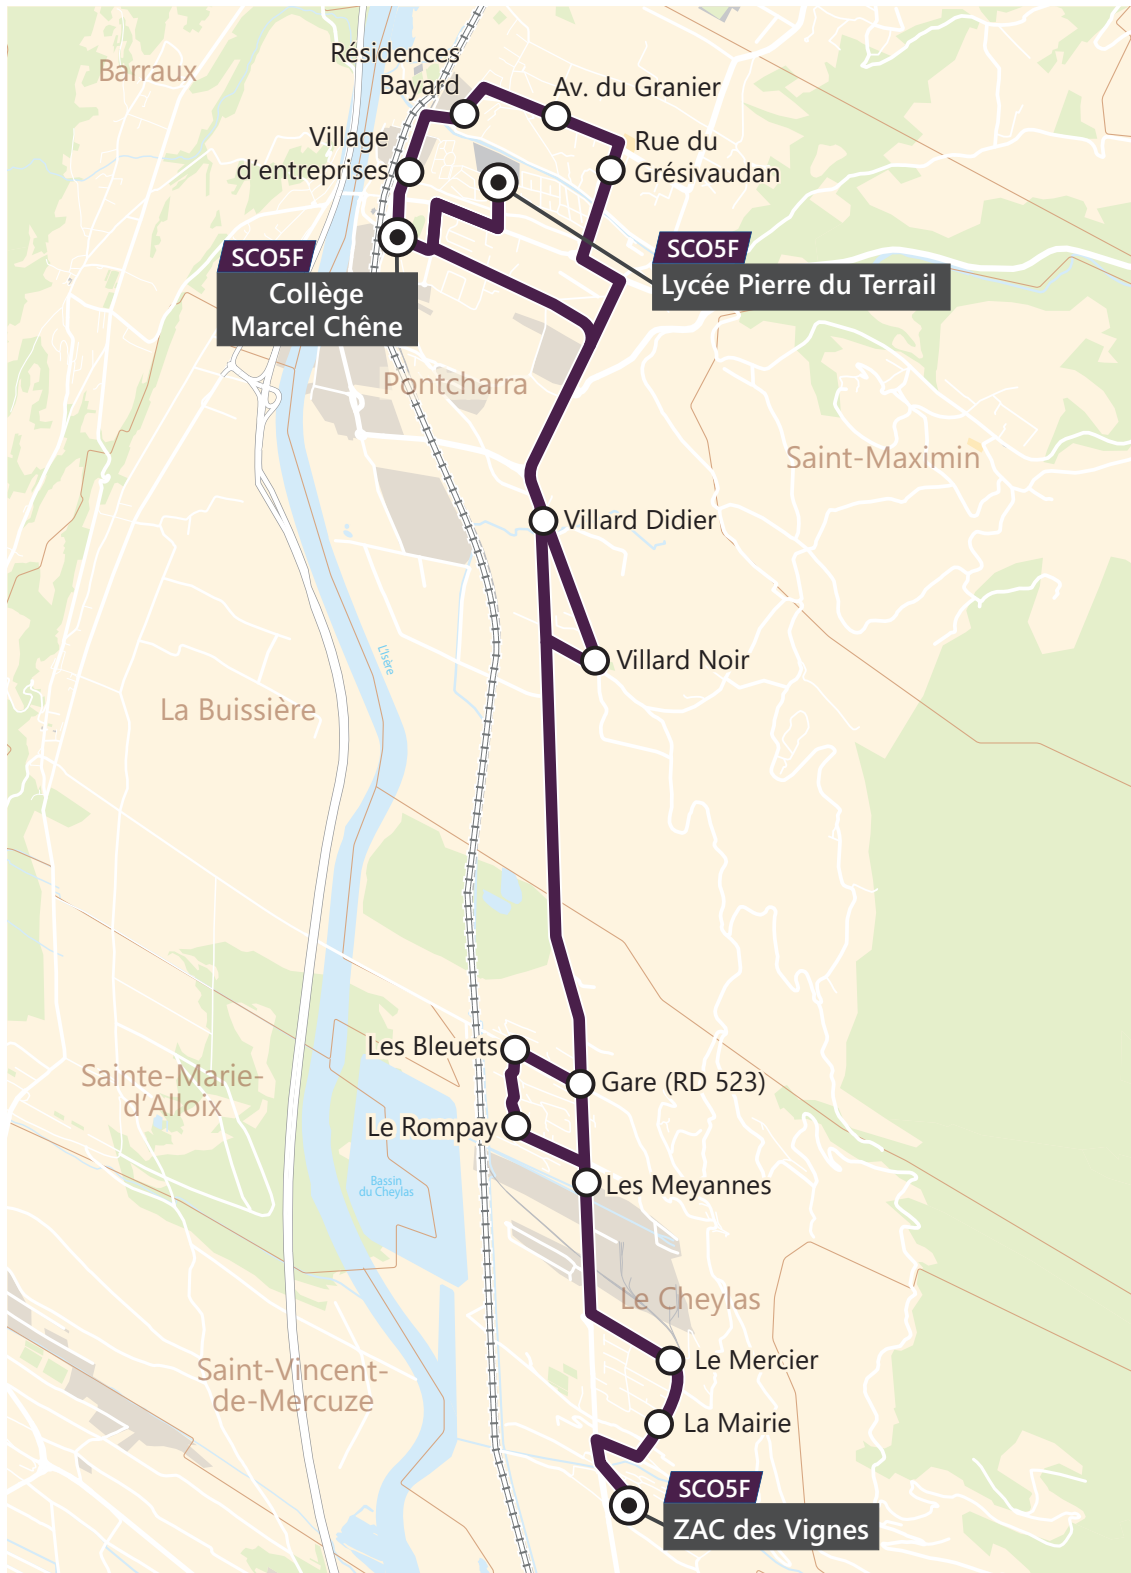 Résidences
Bayard
Av. du Granier
Barraux
Village
d'entreprises
Rue du
Grésivaudan
SCO5F
Collège
Marcel Chêne
SCO5F
Lycée Pierre du Terrail
Pontcharra
Saint-Maximin
Villard Didier
L'Isère
Villard Noir
La Buissière
Les Bleuets
Gare (RD 523)
Sainte-Marie-
d'Alloix
Le Rompay
Bassin
du Cheylas
Les Meyannes
Le Cheylas
Saint-Vincent-
de-Mercuze
Le Mercier
La Mairie
SCO5F
ZAC des Vignes